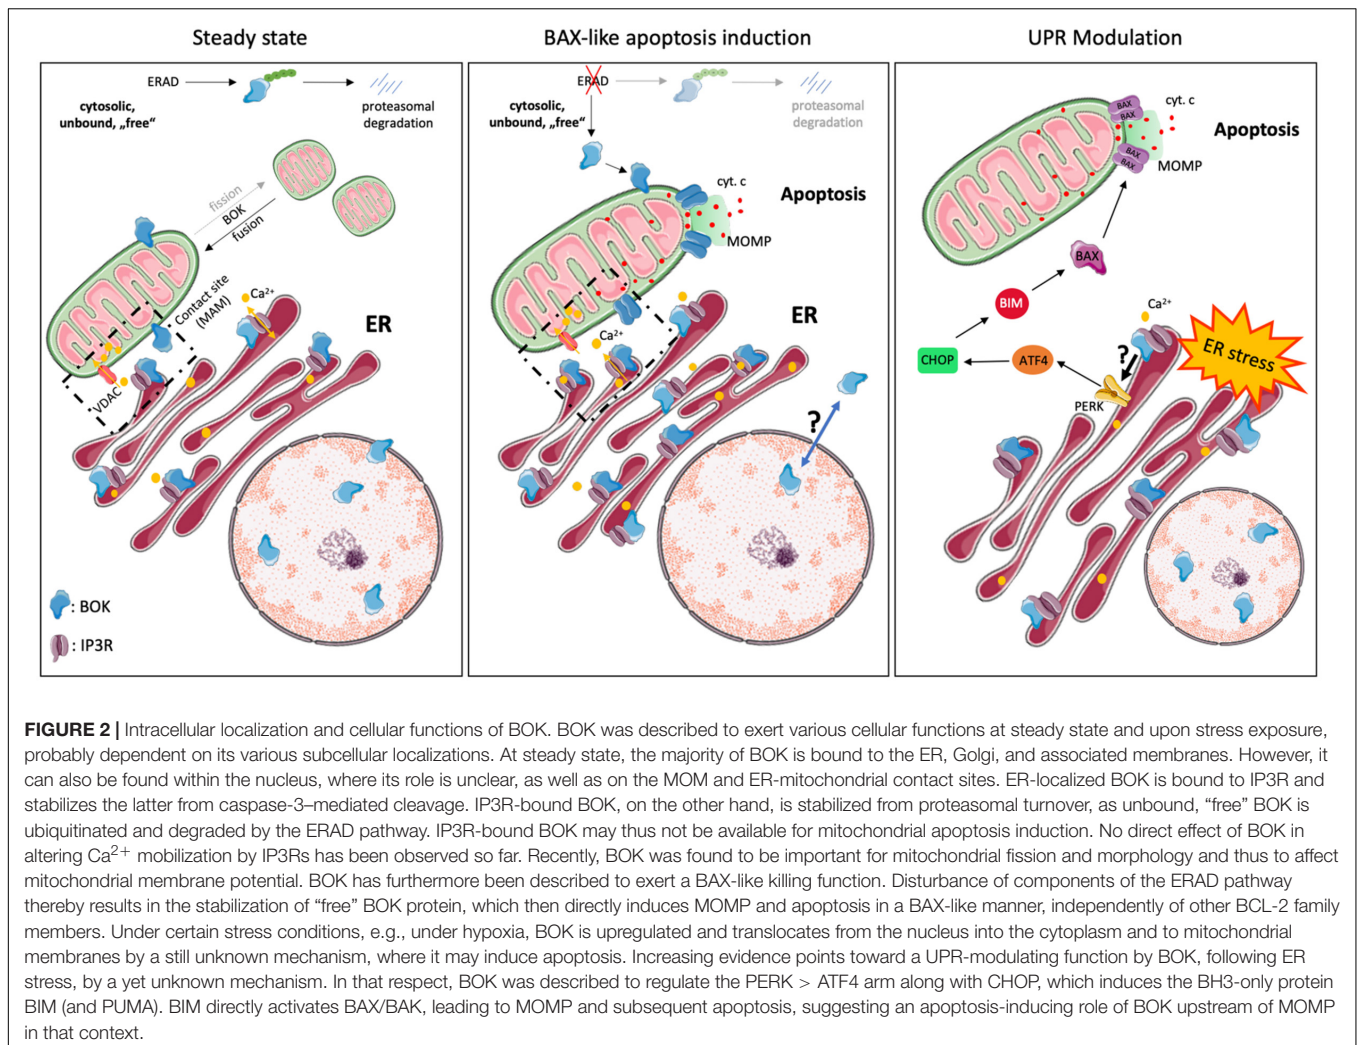 Steady state
BAX-like apoptosis induction
UPR Modulation
ERAD
cytosolic,
unbound, „free“
proteasomal
degradation
fission
BOK
fusion
Contact site
(MAM)
Ca2+
ER
VDAC
: BOK
: IP3R
ERAD
cytosolic,
unbound, „free“
proteasomal
degradation
cyt. c
Apoptosis
MOMP
ER
Ca2+
?
BAX
BAX
cyt. c
Apoptosis
BAX
BAX
MOMP
BAX
BIM
Ca2+
CHOP
ATF4
?
ER stress
PERK
FIGURE 2 | Intracellular localization and cellular functions of BOK. BOK was described to exert various cellular functions at steady state and upon stress exposure,
probably dependent on its various subcellular localizations. At steady state, the majority of BOK is bound to the ER, Golgi, and associated membranes. However, it
can also be found within the nucleus, where its role is unclear, as well as on the MOM and ER-mitochondrial contact sites. ER-localized BOK is bound to IP3R and
stabilizes the latter from caspase-3–mediated cleavage. IP3R-bound BOK, on the other hand, is stabilized from proteasomal turnover, as unbound, “free” BOK is
ubiquitinated and degraded by the ERAD pathway. IP3R-bound BOK may thus not be available for mitochondrial apoptosis induction. No direct effect of BOK in
altering Ca2+ mobilization by IP3Rs has been observed so far. Recently, BOK was found to be important for mitochondrial fission and morphology and thus to affect
mitochondrial membrane potential. BOK has furthermore been described to exert a BAX-like killing function. Disturbance of components of the ERAD pathway
thereby results in the stabilization of “free” BOK protein, which then directly induces MOMP and apoptosis in a BAX-like manner, independently of other BCL-2 family
members. Under certain stress conditions, e.g., under hypoxia, BOK is upregulated and translocates from the nucleus into the cytoplasm and to mitochondrial
membranes by a still unknown mechanism, where it may induce apoptosis. Increasing evidence points toward a UPR-modulating function by BOK, following ER
stress, by a yet unknown mechanism. In that respect, BOK was described to regulate the PERK > ATF4 arm along with CHOP, which induces the BH3-only protein
BIM (and PUMA). BIM directly activates BAX/BAK, leading to MOMP and subsequent apoptosis, suggesting an apoptosis-inducing role of BOK upstream of MOMP
in that context.